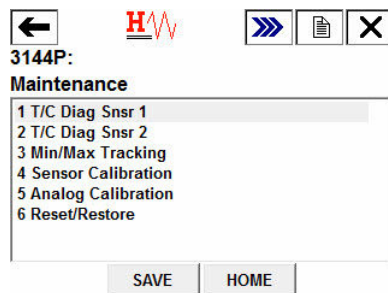 H
3144P:
Maintenance
1 T/C Diag Snsr 1
2 T/C Diag Snsr 2
3 Min/Max Tracking
4 Sensor Calibration
5 Analog Calibration
6 Reset/Restore
SAVE HOME